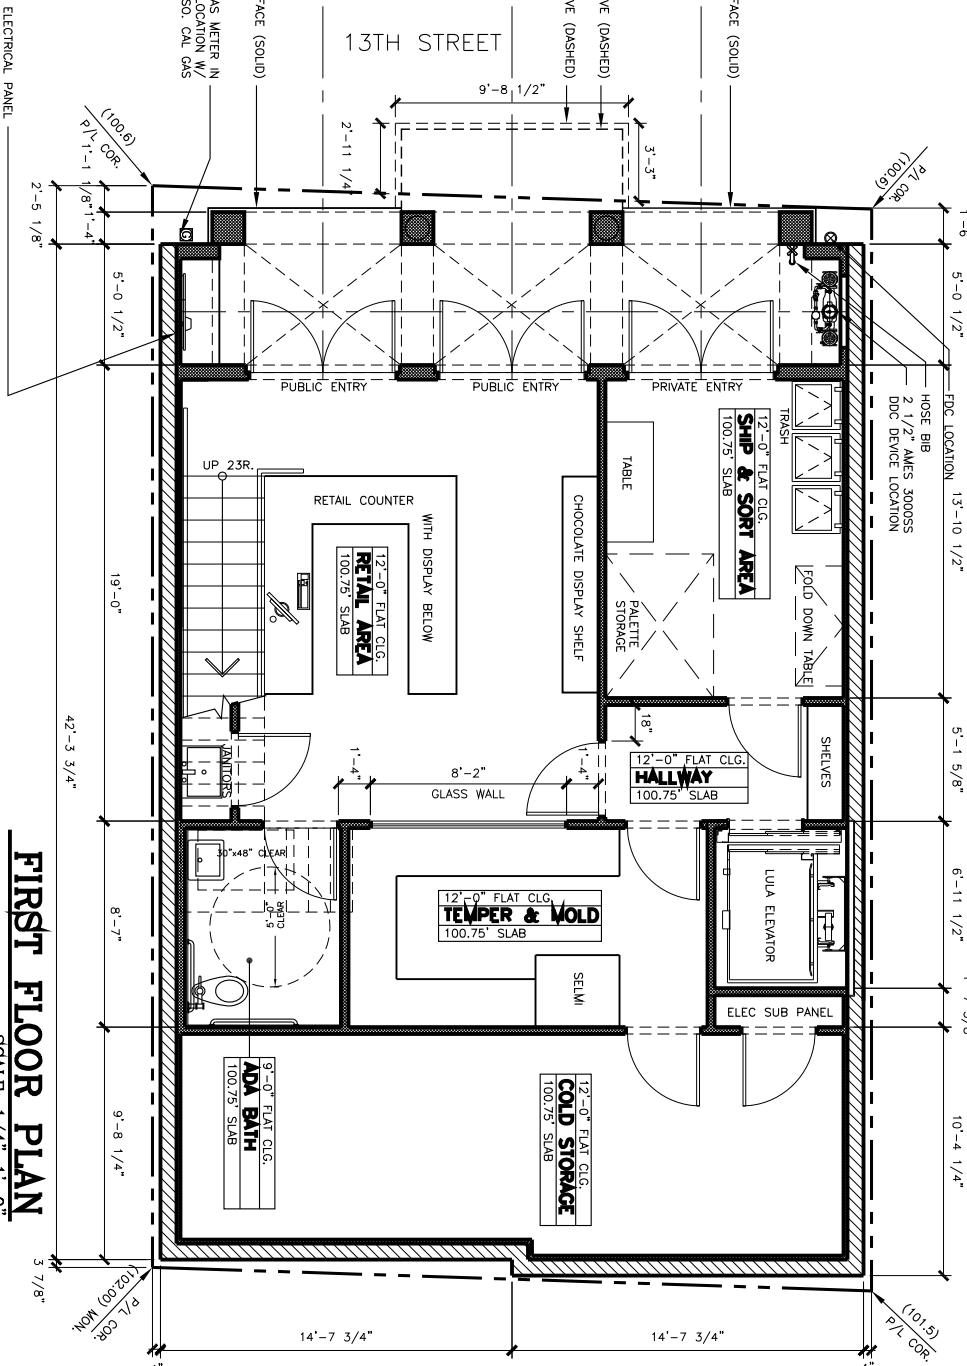 13TH STREET
FACE (SOLID)
VE (DASHED)
VE (DASHED)
FACE (SOLID)
AS METER IN
LOCATION W/
SO. CAL GAS
ELECTRICAL PANEL
9'-8 1/2"
2'-11 1/4"
3'-3"
(100.6)
P/L COR.
(100.6)
P/L COR.
1'-1 1/8"
1'-4"
2'-5 1/8"
5'-0 1/2"
1'-6
5'-0 1/2"
G
FDC LOCATION
HOSE BIB
2 1/2" AMES 3000SS
DDC DEVICE LOCATION
PUBLIC ENTRY
PUBLIC ENTRY
PRIVATE ENTRY
TRASH
12'-0" FLAT CLG.
SHIP & SORT AREA
100.75' SLAB
TABLE
PALETTE
STORAGE
FOLD DOWN TABLE
13'-10 1/2"
UP 23R.
RETAIL COUNTER
WITH DISPLAY BELOW
12'-0" FLAT CLG.
RETAIL AREA
100.75' SLAB
CHOCOLATE DISPLAY SHELF
19'-0"
42'-3 3/4"
18"
12'-0" FLAT CLG.
HALLWAY
100.75' SLAB
SHELVES
5'-1 5/8"
JANITORS
1'-4"
8'-2"
1'-4"
GLASS WALL
30"x48" CLEAR
5'-0"
CLEAR
12'-0" FLAT CLG.
TEMPER & MOLD
100.75' SLAB
SELMI
LULA ELEVATOR
6'-11 1/2"
8'-7"
ELEC SUB PANEL
9'-0" FLAT CLG.
ADA BATH
100.75' SLAB
12'-0" FLAT CLG.
COLD STORAGE
100.75' SLAB
9'-8 1/4"
10'-4 1/4"
3 7/8"
(102.00) MON.
P/L COR.
(101.5)
P/L COR.
14'-7 3/4"
14'-7 3/4"
FIRST FLOOR PLAN